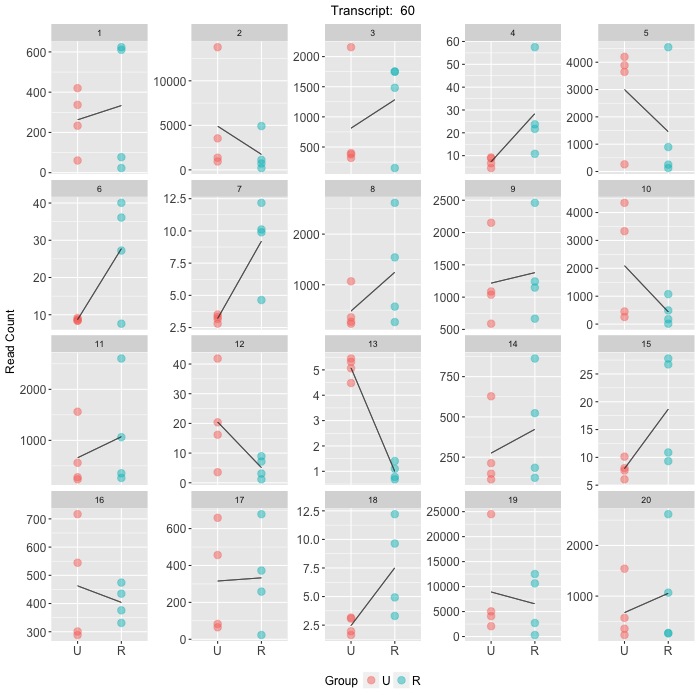 Transcript: 60
1 2 3 4 5
600 400 200 0
10000 5000 0
2000 1500 1000 500
60 50 40 30 20 10
4000 3000 2000 1000 0
6 7 8 9 10
40 30 20 10
12.5 10.0 7.5 5.0 2.5
2000 1000
2500 2000 1500 1000 500
4000 3000 2000 1000 0
Read Count
11 12 13 14 15
2000 1000
40 30 20 10 0
5 4 3 2 1
750 500 250
25 20 15 10 5
16 17 18 19 20
700 600 500 400 300
600 400 200 0
12.5 10.0 7.5 5.0 2.5
25000 20000 15000 10000 5000 0
2000 1000
U R U R U R U R U R
Group U R